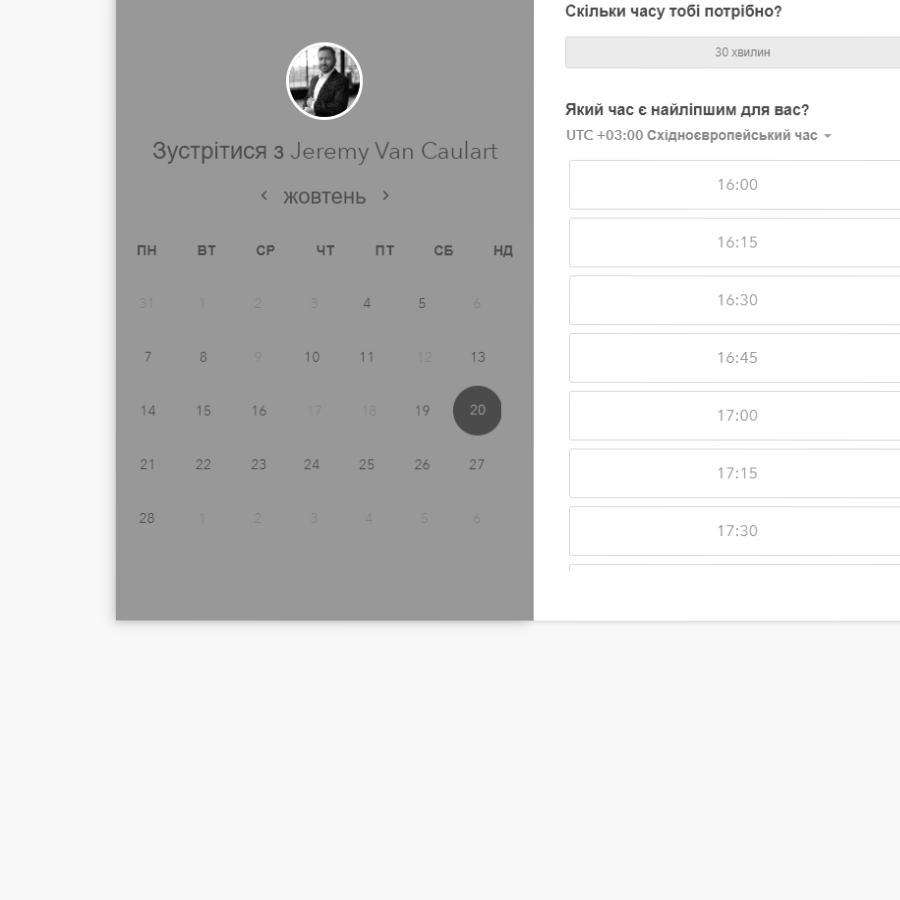 Зустрітися з Jeremy Van Caulart
жовтень
ПН ВТ СР ЧТ ПТ СБ НД
31 1 2 3 4 5 6
7 8 9 10 11 12 13
14 15 16 17 18 19 20
21 22 23 24 25 26 27
28 1 2 3 4 5 6
Скільки часу тобі потрібно?
30 хвилин
Який час є найліпшим для вас?
UTC +03:00 Східноєвропейський час
16:00
16:15
16:30
16:45
17:00
17:15
17:30